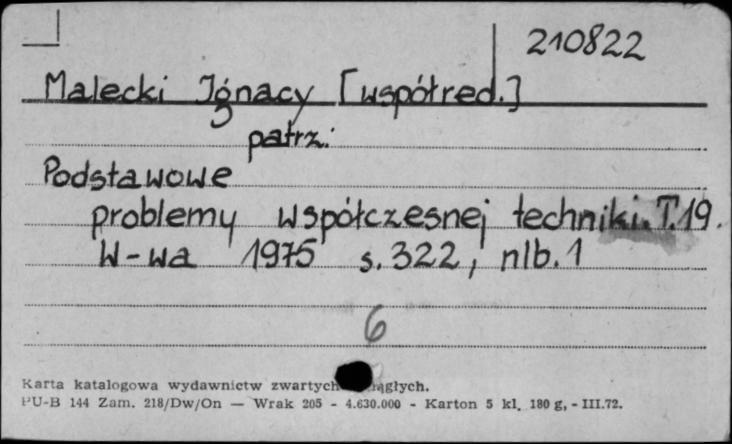 210822
Malecki Ignacy [współred.]
patrz:
Podstawowe
problemy współczesnej techniki. T. 19.
W-wa 1975 s. 322, nlb. 1
6
Karta katalogowa wydawnictw zwartych
PU-B 144 Zam. 218/Dw/On — Wrak 205 - 4.630.000 - Karton 5 kl. 180 g, - III.72.